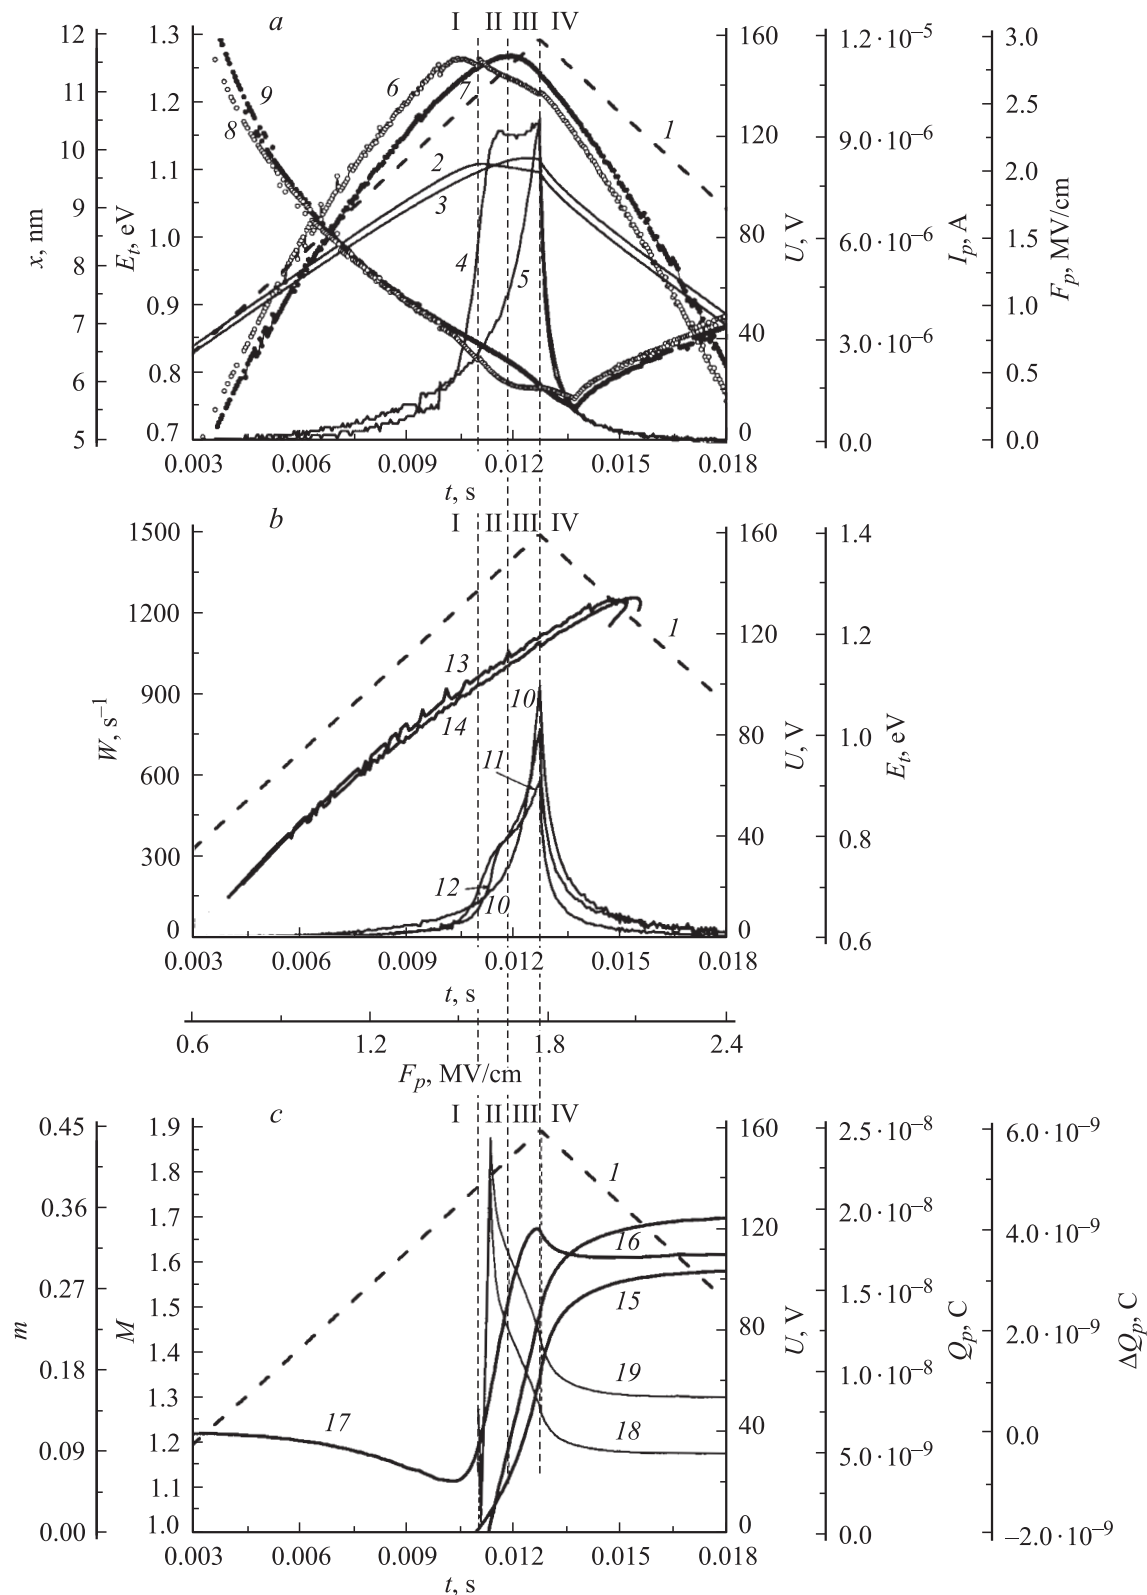 a I II III IV
12 1.3 160 1.2·10⁻⁵ 3.0
11 1.2 9 8 6 7 1 2.5
10 1.1 2 3 120 9.0·10⁻⁶ 2.0
9 1.0 4 5 80 6.0·10⁻⁶ 1.5
8 0.9 1.0
7 0.8 40 3.0·10⁻⁶ 0.5
6
5 0.7 0 0.0 0.0
x, nm
E_t, eV
U, V
I_p, A
F_p, MV/cm
0.003 0.006 0.009 0.012 0.015 0.018
t, s
b I II III IV
1500 160 1.4
1200 1 120 1.2
900 13 14 10 80 1.0
600 11
300 12 10 40 0.8
0 0 0.6
W, s⁻¹
U, V
E_t, eV
0.003 0.006 0.009 0.012 0.015 0.018
t, s
0.6 1.2 1.8 2.4
F_p, MV/cm
c I II III IV
0.45 1.9 160 2.5·10⁻⁸ 6.0·10⁻⁹
1.8 1
0.36 1.7 120 2.0·10⁻⁸ 4.0·10⁻⁹
1.6 16
0.27 1.5 15 1.5·10⁻⁸
1.4 80 2.0·10⁻⁹
0.18 1.3 19 1.0·10⁻⁸
0.09 1.2 17 18 40 5.0·10⁻⁹ 0.0
1.1
0.00 1.0 0 0.0 -2.0·10⁻⁹
m
M
U, V
Q_p, C
ΔQ_p, C
0.003 0.006 0.009 0.012 0.015 0.018
t, s